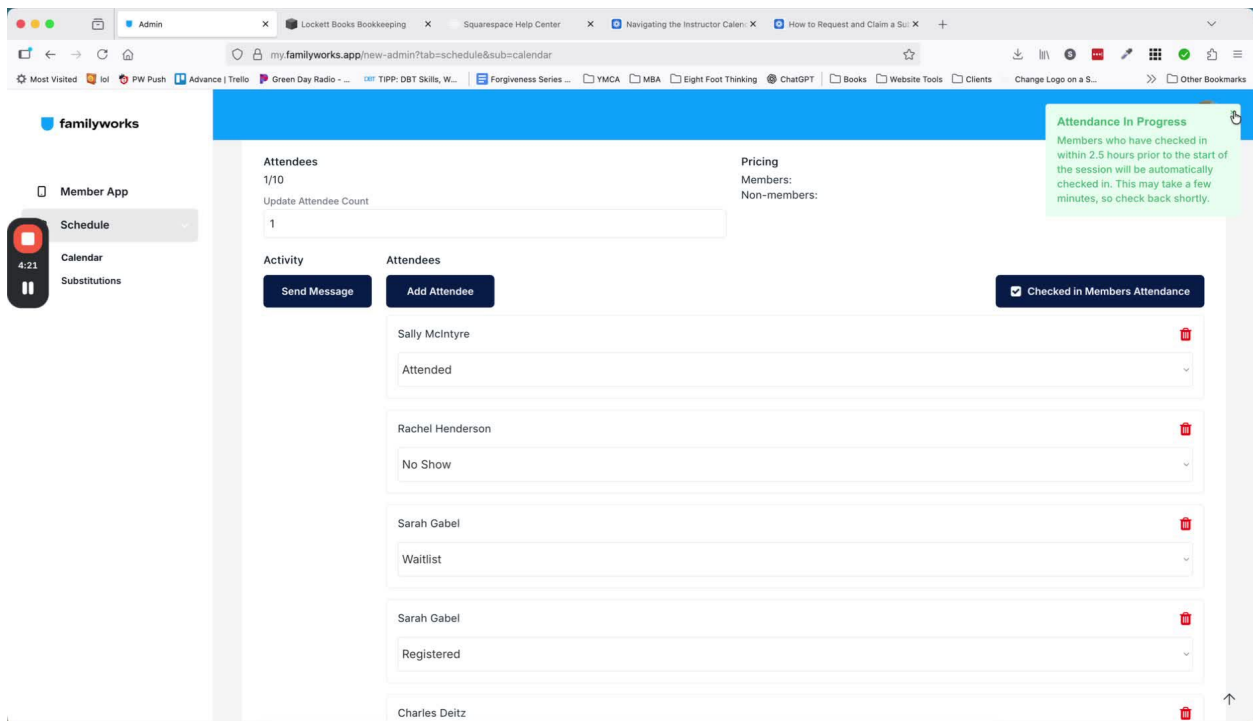 Admin
Lockett Books Bookkeeping
Squarespace Help Center
Navigating the Instructor Calen
How to Request and Claim a Su
my.familyworks.app/new-admin?tab=schedule&sub=calendar
Most Visited
lol
PW Push
Advance | Trello
Green Day Radio - ...
DBT
TIPP: DBT Skills, W...
Forgiveness Series ...
YMCA
MBA
Eight Foot Thinking
ChatGPT
Books
Website Tools
Clients
Change Logo on a S...
Other Bookmarks
familyworks
Member App
Schedule
Calendar
Substitutions
4:21
Attendance In Progress
Members who have checked in
within 2.5 hours prior to the start of
the session will be automatically
checked in. This may take a few
minutes, so check back shortly.
Attendees
1/10
Pricing
Members:
Non-members:
Update Attendee Count
1
Activity
Attendees
Send Message
Add Attendee
Checked in Members Attendance
Sally McIntyre
Attended
Rachel Henderson
No Show
Sarah Gabel
Waitlist
Sarah Gabel
Registered
Charles Deitz